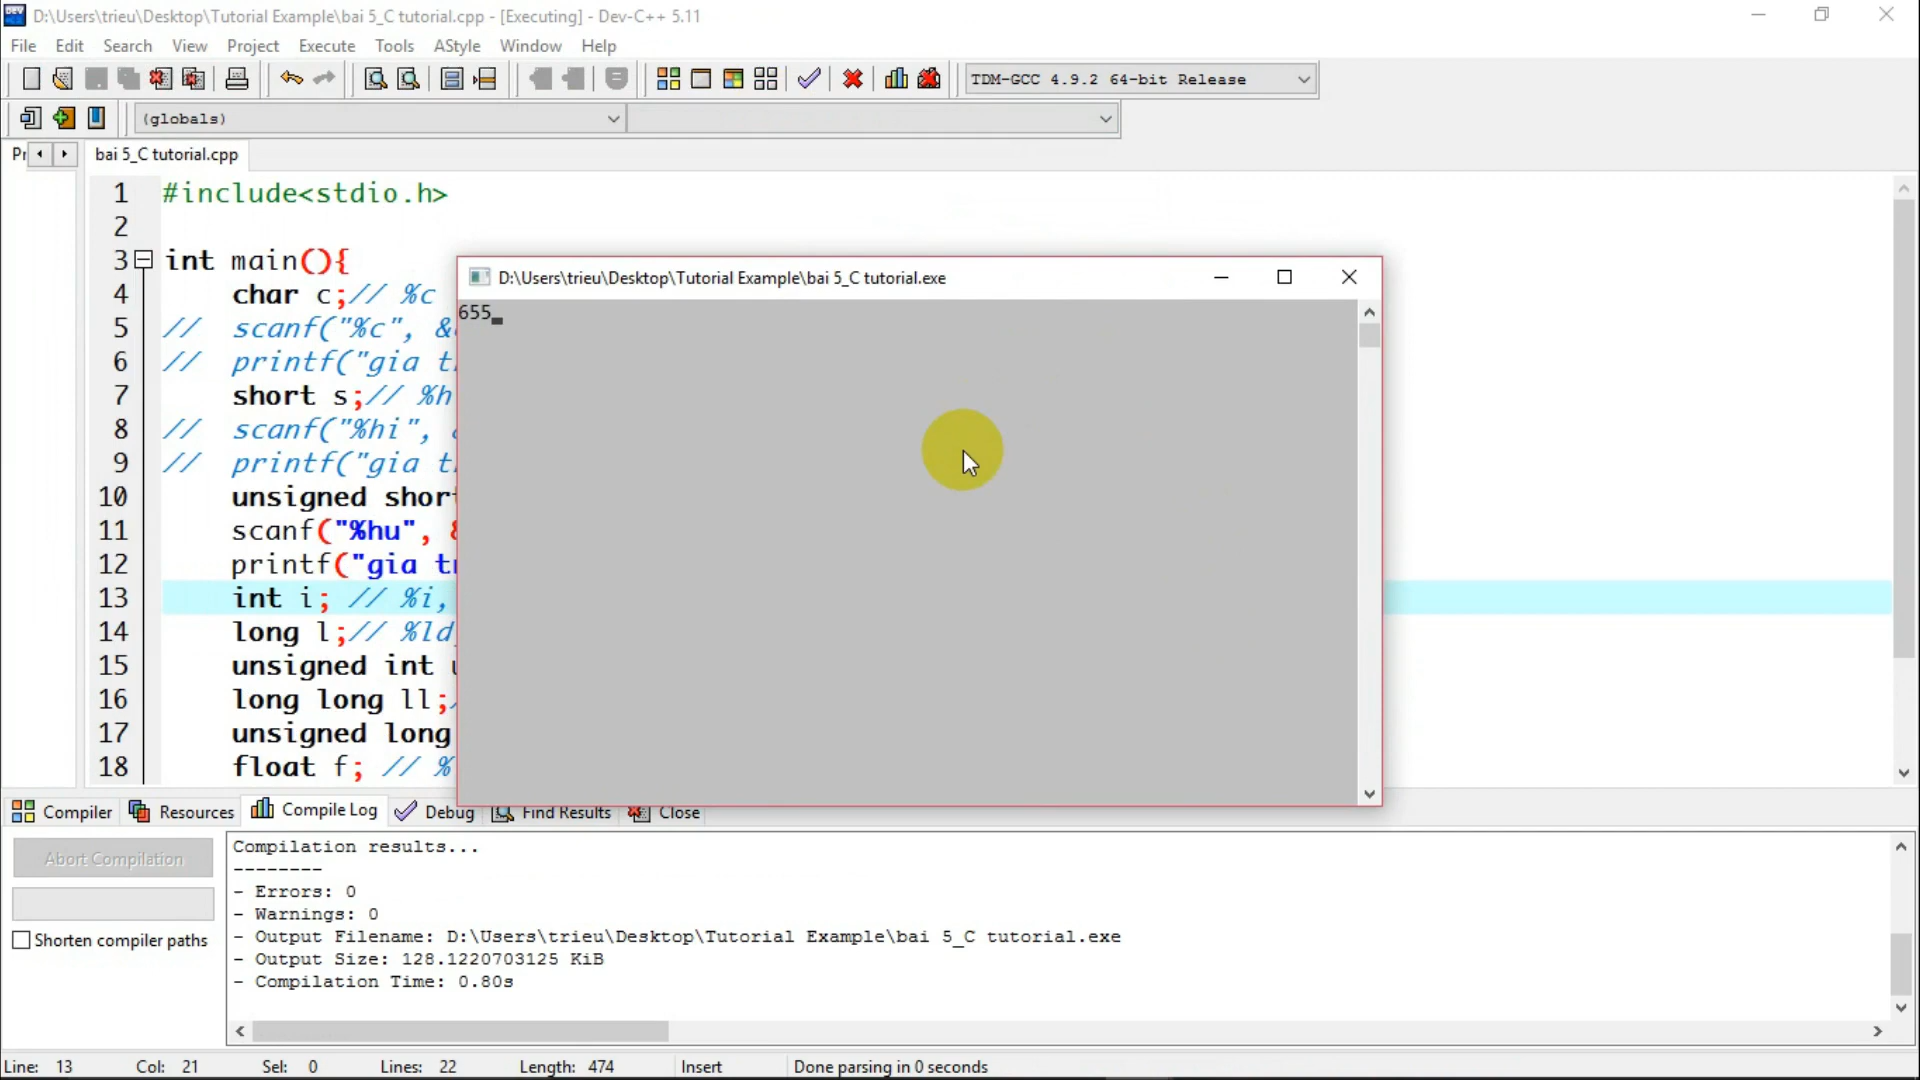 D:\Users\trieu\Desktop\Tutorial Example\bai 5_C tutorial.cpp - [Executing] - Dev-C++ 5.11
File Edit Search View Project Execute Tools AStyle Window Help
TDM-GCC 4.9.2 64-bit Release
(globals)
Pr bai 5_C tutorial.cpp
1 #include<stdio.h>
2
3 int main(){
4 char c;// %c
5 // scanf("%c", &
6 // printf("gia t
7 short s;// %h
8 // scanf("%hi",
9 // printf("gia t
10 unsigned shor
11 scanf("%hu",
12 printf("gia t
13 int i; // %i,
14 long l;// %ld
15 unsigned int
16 long long ll;
17 unsigned long
18 float f; // %
D:\Users\trieu\Desktop\Tutorial Example\bai 5_C tutorial.exe
655
Compiler Resources Compile Log Debug Find Results Close
Abort Compilation
Shorten compiler paths
Compilation results...
--------
- Errors: 0
- Warnings: 0
- Output Filename: D:\Users\trieu\Desktop\Tutorial Example\bai 5_C tutorial.exe
- Output Size: 128.1220703125 KiB
- Compilation Time: 0.80s
Line: 13 Col: 21 Sel: 0 Lines: 22 Length: 474 Insert Done parsing in 0 seconds